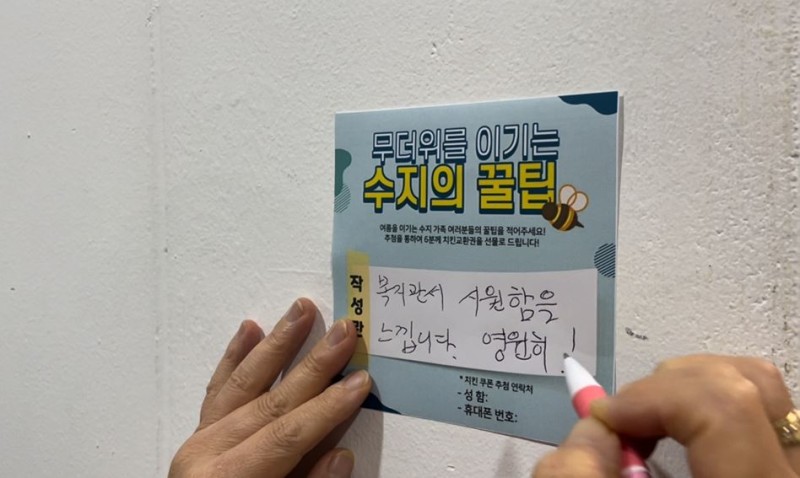 무더위를 이기는
수지의 꿀팁
여름을 이기는 수지 가족 여러분들의 꿀팁을 적어주세요!
추첨을 통하여 6분께 치킨교환권을 선물로 드립니다!
작성란
복지관서 시원함을
느낍니다. 영원히!
* 치킨 쿠폰 추첨 연락처
- 성 함:
- 휴대폰 번호: